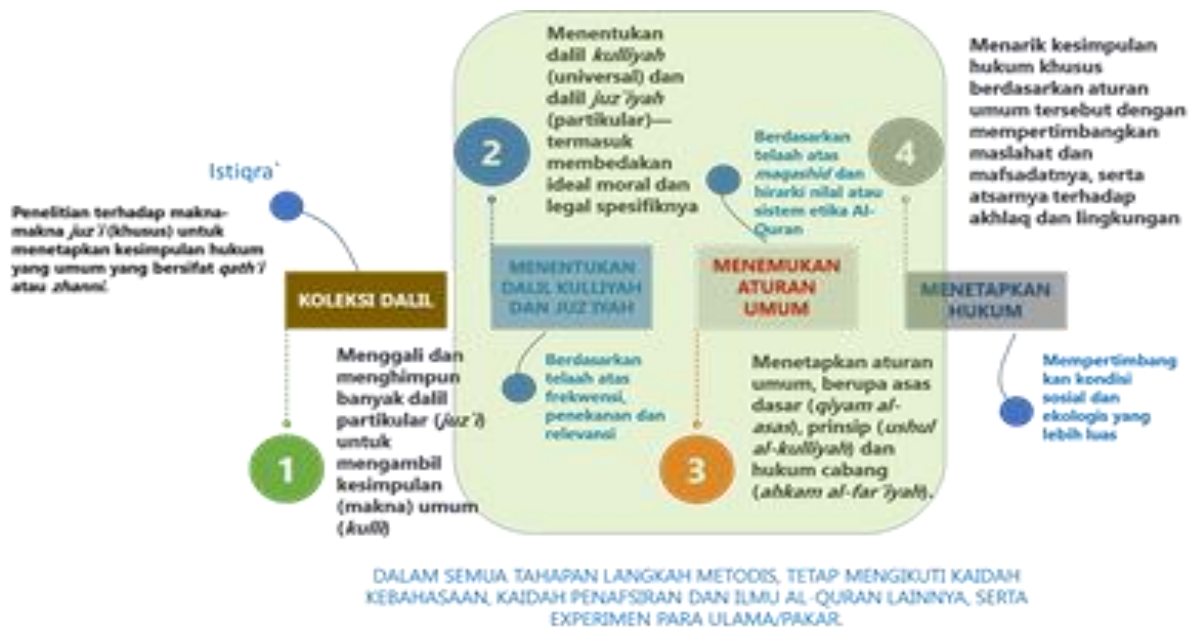 Istiqra`
Penelitian terhadap makna-
makna juz'i (khusus) untuk
menetapkan kesimpulan hukum
yang umum yang bersifat qath'i
atau zhanni.
KOLEKSI DALIL
1
Menggali dan
menghimpun
banyak dalil
partikular (juz'i)
untuk
mengambil
kesimpulan
(makna) umum
(kulli)
2
Menentukan
dalil kulliyah
(universal) dan
dalil juz'iyah
(partikular)—
termasuk
membedakan
ideal moral dan
legal spesifiknya
MENENTUKAN
DALIL KULLIYAH
DAN JUZ'IYAH
Berdasarkan
telaah atas
frekwensi,
penekanan dan
relevansi
Berdasarkan
telaah atas
maqashid dan
hirarki nilai atau
sistem etika Al-
Quran
MENEMUKAN
ATURAN
UMUM
3
Menetapkan aturan
umum, berupa asas
dasar (qiyam al-
asas), prinsip (ushul
al-kulliyah) dan
hukum cabang
(ahkam al-far'iyah).
4
Menarik kesimpulan
hukum khusus
berdasarkan aturan
umum tersebut dengan
mempertimbangkan
maslahat dan
mafsadatnya, serta
atsarnya terhadap
akhlaq dan lingkungan
MENETAPKAN
HUKUM
Mempertimbang
kan kondisi
sosial dan
ekologis yang
lebih luas
DALAM SEMUA TAHAPAN LANGKAH METODIS, TETAP MENGIKUTI KAIDAH
KEBAHASAAN, KAIDAH PENAFSIRAN DAN ILMU AL-QURAN LAINNYA, SERTA
EXPERIMEN PARA ULAMA/PAKAR.